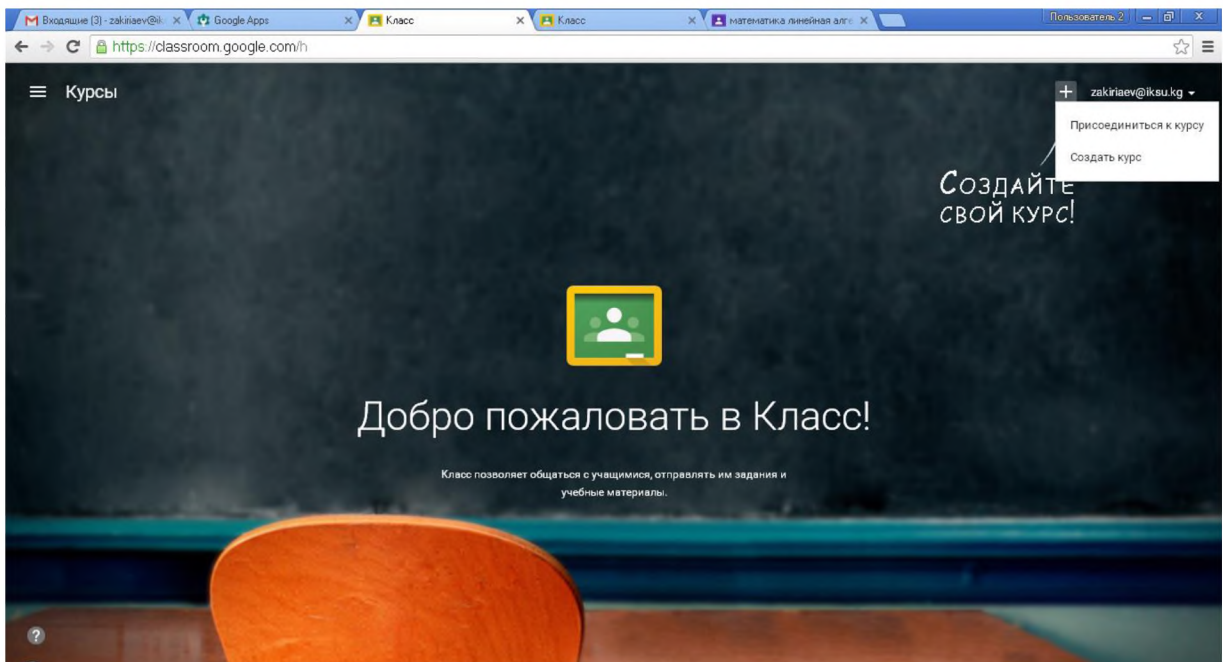 Входящие (3) - zakiriaev@ik
Google Apps
Класс
Класс
математика линейная алге
Пользователь 2
https://classroom.google.com/h
Курсы
zakiriaev@iksu.kg
Присоединиться к курсу
Создать курс
Создайте
свой курс!
Добро пожаловать в Класс!
Класс позволяет общаться с учащимися, отправлять им задания и
учебные материалы.